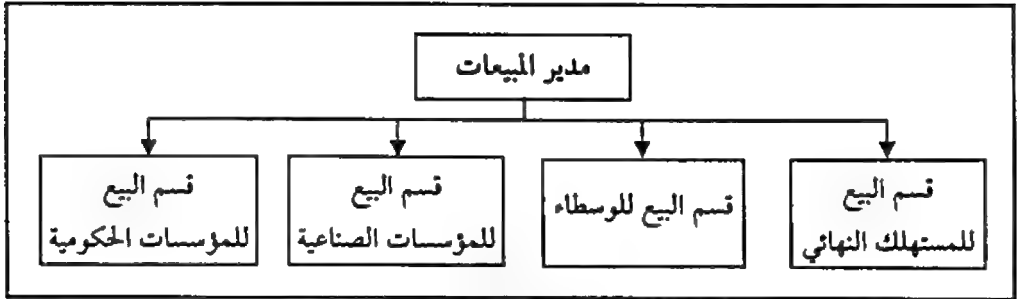 مدير المبيعات
قسم البيع
للمستهلك النهائي
قسم البيع للوسطاء
قسم البيع
للمؤسسات الصناعية
قسم البيع
للمؤسسات الحكومية